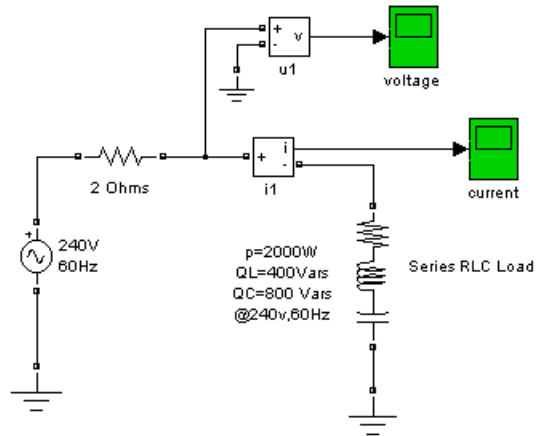 +
-
v
u1
voltage
+
i
-
i1
current
2 Ohms
+
240V
60Hz
p=2000W
QL=400Vars
QC=800 Vars
@240v,60Hz
Series RLC Load